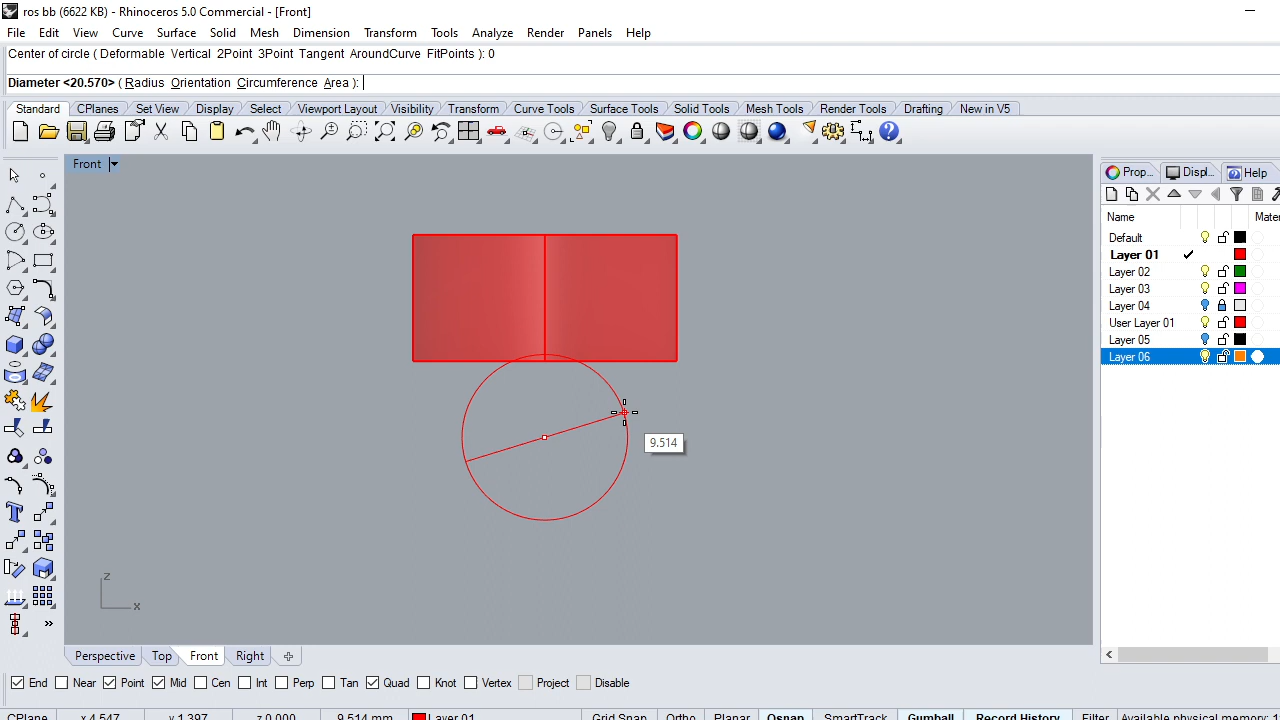 ros bb (6622 KB) - Rhinoceros 5.0 Commercial - [Front]
File Edit View Curve Surface Solid Mesh Dimension Transform Tools Analyze Render Panels Help
Center of circle ( Deformable Vertical 2Point 3Point Tangent AroundCurve FitPoints ): 0
Diameter <20.570> ( Radius Orientation Circumference Area ):
Standard CPlanes Set View Display Select Viewport Layout Visibility Transform Curve Tools Surface Tools Solid Tools Mesh Tools Render Tools Drafting New in V5
Front
Prop... Displ... Help
Name Mater
Default
Layer 01
Layer 02
Layer 03
Layer 04
User Layer 01
Layer 05
Layer 06
9.514
z
x
Perspective Top Front Right
End Near Point Mid Cen Int Perp Tan Quad Knot Vertex Project Disable
CPlane x 4.547 y 1.397 z 0.000 9.514 mm Layer 01 Grid Snap Ortho Planar Osnap SmartTrack Gumball Record History Filter Available physical memory: